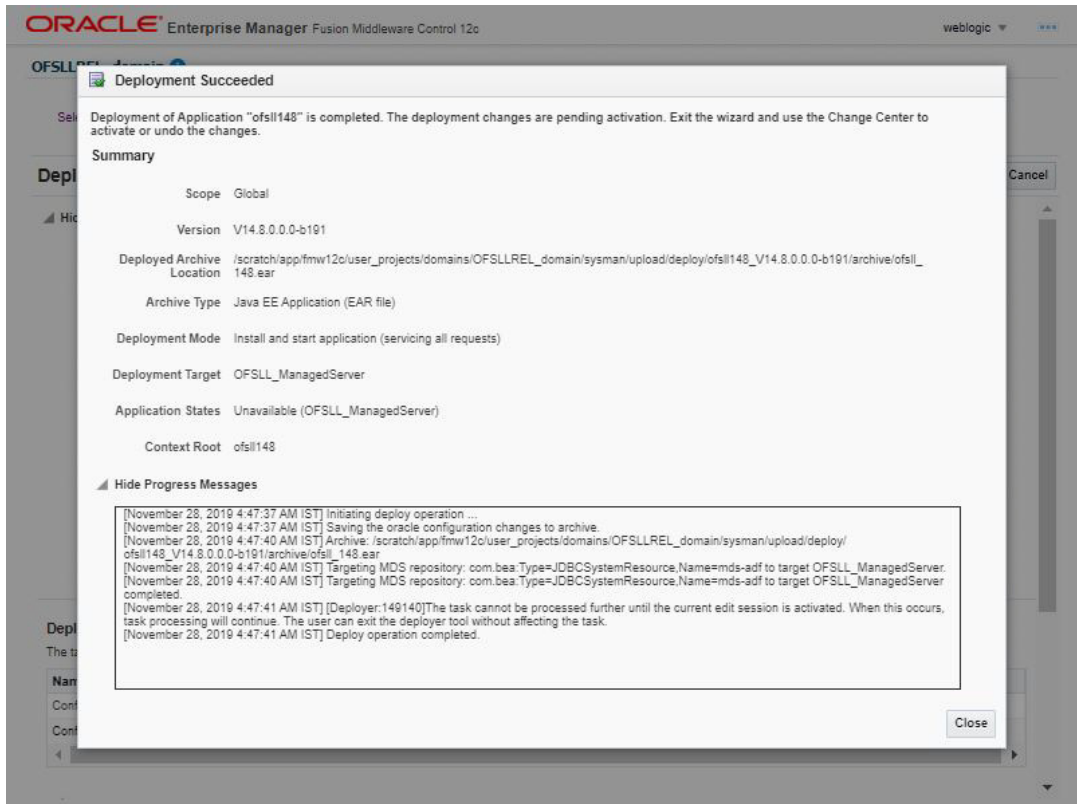 ORACLE Enterprise Manager Fusion Middleware Control 12c
weblogic
OFSLLREL_domain
Sele
Depl
Cancel
Hid
Deployment Succeeded
Deployment of Application "ofsll148" is completed. The deployment changes are pending activation. Exit the wizard and use the Change Center to
activate or undo the changes.
Summary
Scope Global
Version V14.8.0.0.0-b191
Deployed Archive /scratch/app/fmw12c/user_projects/domains/OFSLLREL_domain/sysman/upload/deploy/ofsll148_V14.8.0.0.0-b191/archive/ofsll_
Location 148.ear
Archive Type Java EE Application (EAR file)
Deployment Mode Install and start application (servicing all requests)
Deployment Target OFSLL_ManagedServer
Application States Unavailable (OFSLL_ManagedServer)
Context Root ofsll148
Hide Progress Messages
[November 28, 2019 4:47:37 AM IST] Initiating deploy operation ...
[November 28, 2019 4:47:37 AM IST] Saving the oracle configuration changes to archive.
[November 28, 2019 4:47:40 AM IST] Archive: /scratch/app/fmw12c/user_projects/domains/OFSLLREL_domain/sysman/upload/deploy/
ofsll148_V14.8.0.0.0-b191/archive/ofsll_148.ear
[November 28, 2019 4:47:40 AM IST] Targeting MDS repository: com.bea:Type=JDBCSystemResource,Name=mds-adf to target OFSLL_ManagedServer.
[November 28, 2019 4:47:40 AM IST] Targeting MDS repository: com.bea:Type=JDBCSystemResource,Name=mds-adf to target OFSLL_ManagedServer
completed.
[November 28, 2019 4:47:41 AM IST] [Deployer:149140]The task cannot be processed further until the current edit session is activated. When this occurs,
task processing will continue. The user can exit the deployer tool without affecting the task.
[November 28, 2019 4:47:41 AM IST] Deploy operation completed.
Depl
The ta
Nam
Conf
Conf
Close